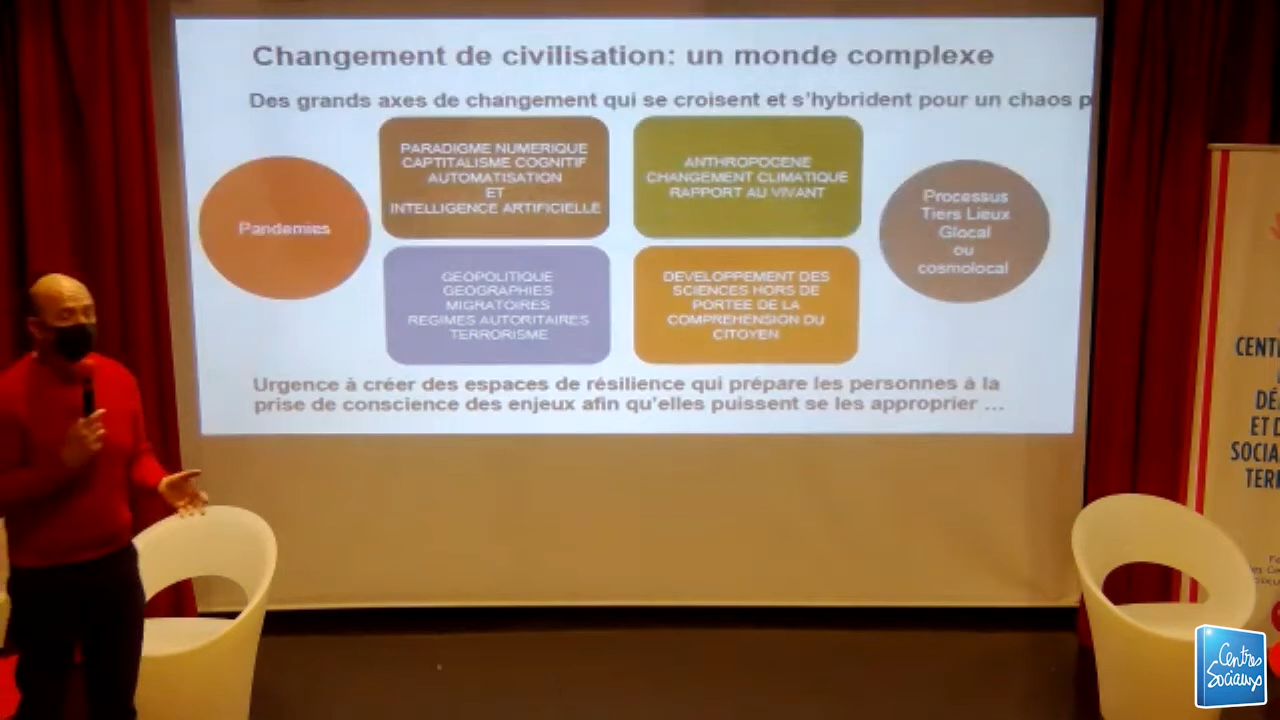 Changement de civilisation: un monde complexe
Des grands axes de changement qui se croisent et s'hybrident pour un chaos p
PARADIGME NUMERIQUE
CAPTITALISME COGNITIF
AUTOMATISATION
ET
INTELLIGENCE ARTIFICIELLE
ANTHROPOCENE
CHANGEMENT CLIMATIQUE
RAPPORT AU VIVANT
Pandemies
Processus
Tiers Lieux
Glocal
ou
cosmolocal
GEOPOLITIQUE
GEOGRAPHIES
MIGRATOIRES
REGIMES AUTORITAIRES
TERRORISME
DEVELOPPEMENT DES
SCIENCES HORS DE
PORTEE DE LA
COMPREHENSION DU
CITOYEN
Urgence à créer des espaces de résilience qui prépare les personnes à la
prise de conscience des enjeux afin qu'elles puissent se les approprier ...
CENT
DÉ
ET D
SOCIA
TERR
Centres
Sociaux